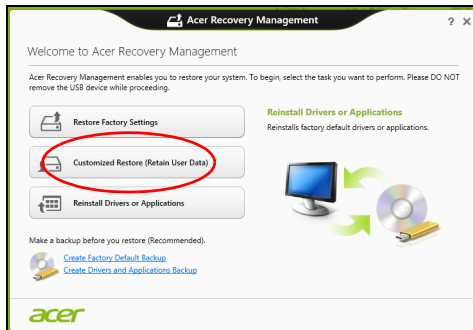 Acer Recovery Management
? X
Welcome to Acer Recovery Management
Acer Recovery Management enables you to restore your system. To begin, select the task you want to perform. Please DO NOT
remove the USB device while proceeding.
Restore Factory Settings
Customized Restore (Retain User Data)
Reinstall Drivers or Applications
Reinstall Drivers or Applications
Reinstalls factory default drivers or applications.
Make a backup before you restore (Recommended).
Create Factory Default Backup
Create Drivers and Applications Backup
acer